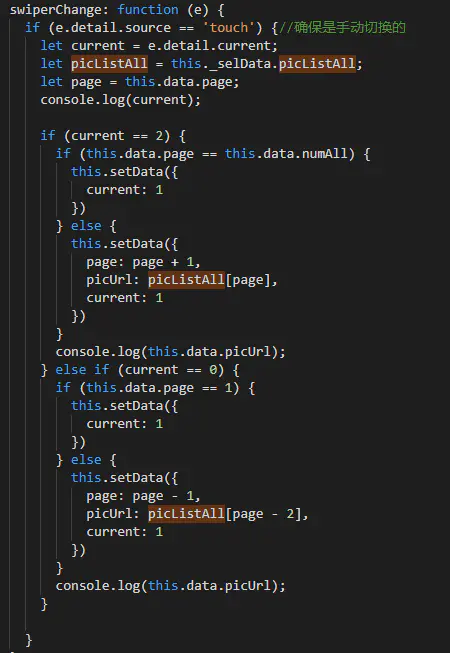 swiperChange: function (e) {
if (e.detail.source == 'touch') {//确保是手动切换的
let current = e.detail.current;
let picListAll = this._selData.picListAll;
let page = this.data.page;
console.log(current);
if (current == 2) {
if (this.data.page == this.data.numAll) {
this.setData({
current: 1
})
} else {
this.setData({
page: page + 1,
picUrl: picListAll[page],
current: 1
})
}
console.log(this.data.picUrl);
} else if (current == 0) {
if (this.data.page == 1) {
this.setData({
current: 1
})
} else {
this.setData({
page: page - 1,
picUrl: picListAll[page - 2],
current: 1
})
}
console.log(this.data.picUrl);
}
}